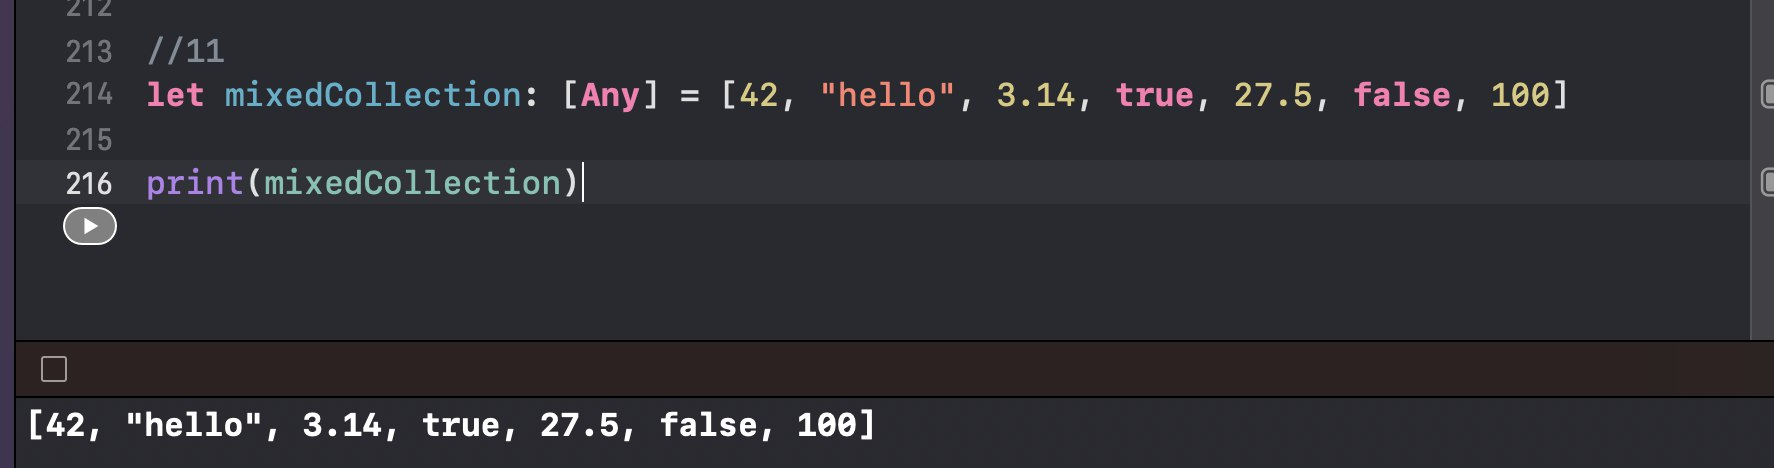 212
213 //11
214 let mixedCollection: [Any] = [42, "hello", 3.14, true, 27.5, false, 100]
215
216 print(mixedCollection)
[42, "hello", 3.14, true, 27.5, false, 100]